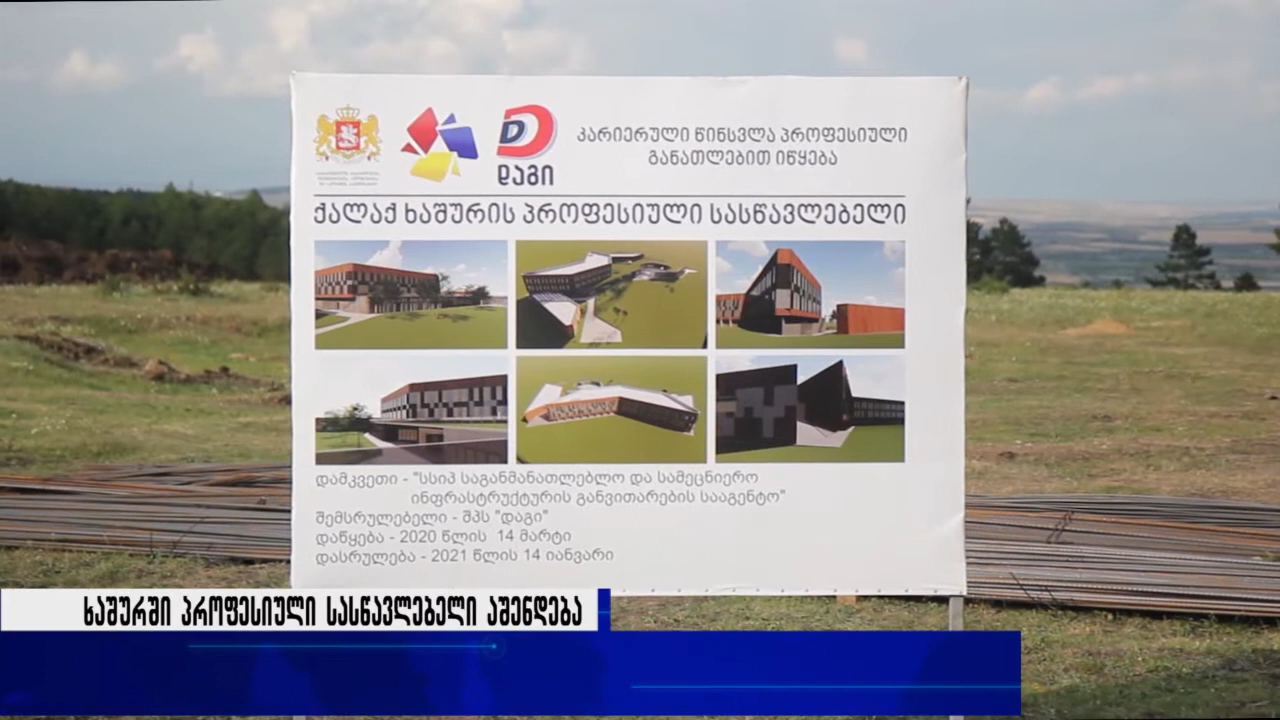 დაგი
კარიერული წინსვლა პროფესიული
განათლებით იწყება
ქალაქ ხაშურის პროფესიული სასწავლებელი
დამკვეთი - "სსიპ საგანმანათლებლო და სამეცნიერო
ინფრასტრუქტურის განვითარების სააგენტო"
შემსრულებელი - შპს "დაგი"
დაწყება - 2020 წლის 14 მარტი
დასრულება - 2021 წლის 14 იანვარი
ხაშურში პროფესიული სასწავლებელი აშენდება